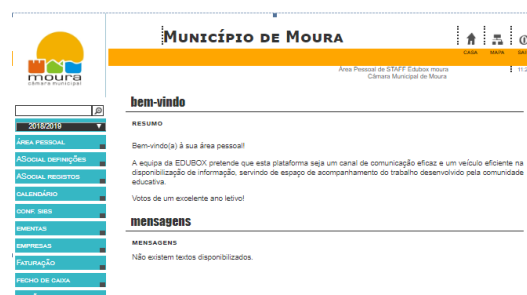 MUNICÍPIO DE MOURA
CASA
MAPA
moura
câmara municipal
Área Pessoal de STAFF Edubox moura
Câmara Municipal de Moura
2018/2019
ÁREA PESSOAL
ASOCIAL DEFINIÇÕES
ASOCIAL REGISTOS
CALENDÁRIO
CONF. SIBS
EMENTAS
EMPRESAS
FATURAÇÃO
FECHO DE CAIXA
bem-vindo
RESUMO
Bem-vindo(a) à sua área pessoal!
A equipa da EDUBOX pretende que esta plataforma seja um canal de comunicação eficaz e um veículo eficiente na
disponibilização de informação, servindo de espaço de acompanhamento do trabalho desenvolvido pela comunidade
educativa.
Votos de um excelente ano letivo!
mensagens
MENSAGENS
Não existem textos disponibilizados.